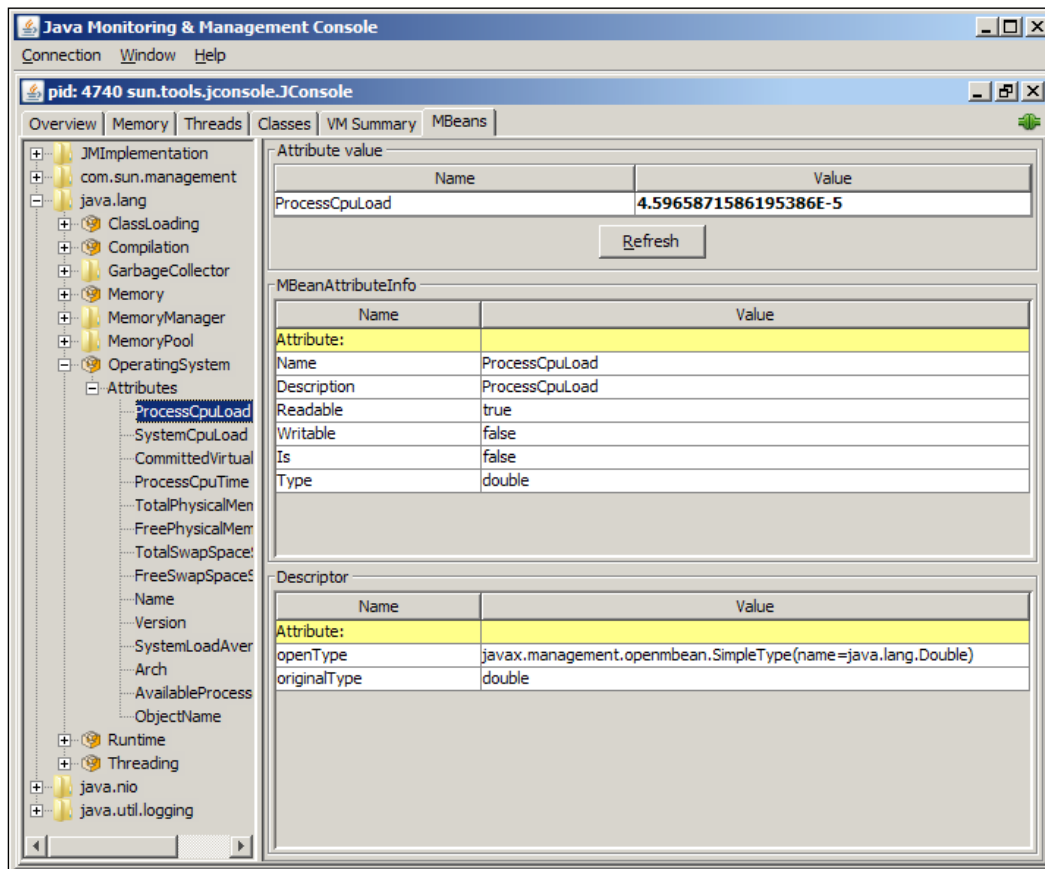 Java Monitoring & Management Console
Connection Window Help
pid: 4740 sun.tools.jconsole.JConsole
Overview Memory Threads Classes VM Summary MBeans
JMImplementation
com.sun.management
java.lang
ClassLoading
Compilation
GarbageCollector
Memory
MemoryManager
MemoryPool
OperatingSystem
Attributes
ProcessCpuLoad
SystemCpuLoad
CommittedVirtual
ProcessCpuTime
TotalPhysicalMem
FreePhysicalMem
TotalSwapSpaceS
FreeSwapSpaceS
Name
Version
SystemLoadAver
Arch
AvailableProcess
ObjectName
Runtime
Threading
java.nio
java.util.logging
Attribute value
Name Value
ProcessCpuLoad 4.5965871586195386E-5
Refresh
MBeanAttributeInfo
Name Value
Attribute:
Name ProcessCpuLoad
Description ProcessCpuLoad
Readable true
Writable false
Is false
Type double
Descriptor
Name Value
Attribute:
openType javax.management.openmbean.SimpleType(name=java.lang.Double)
originalType double